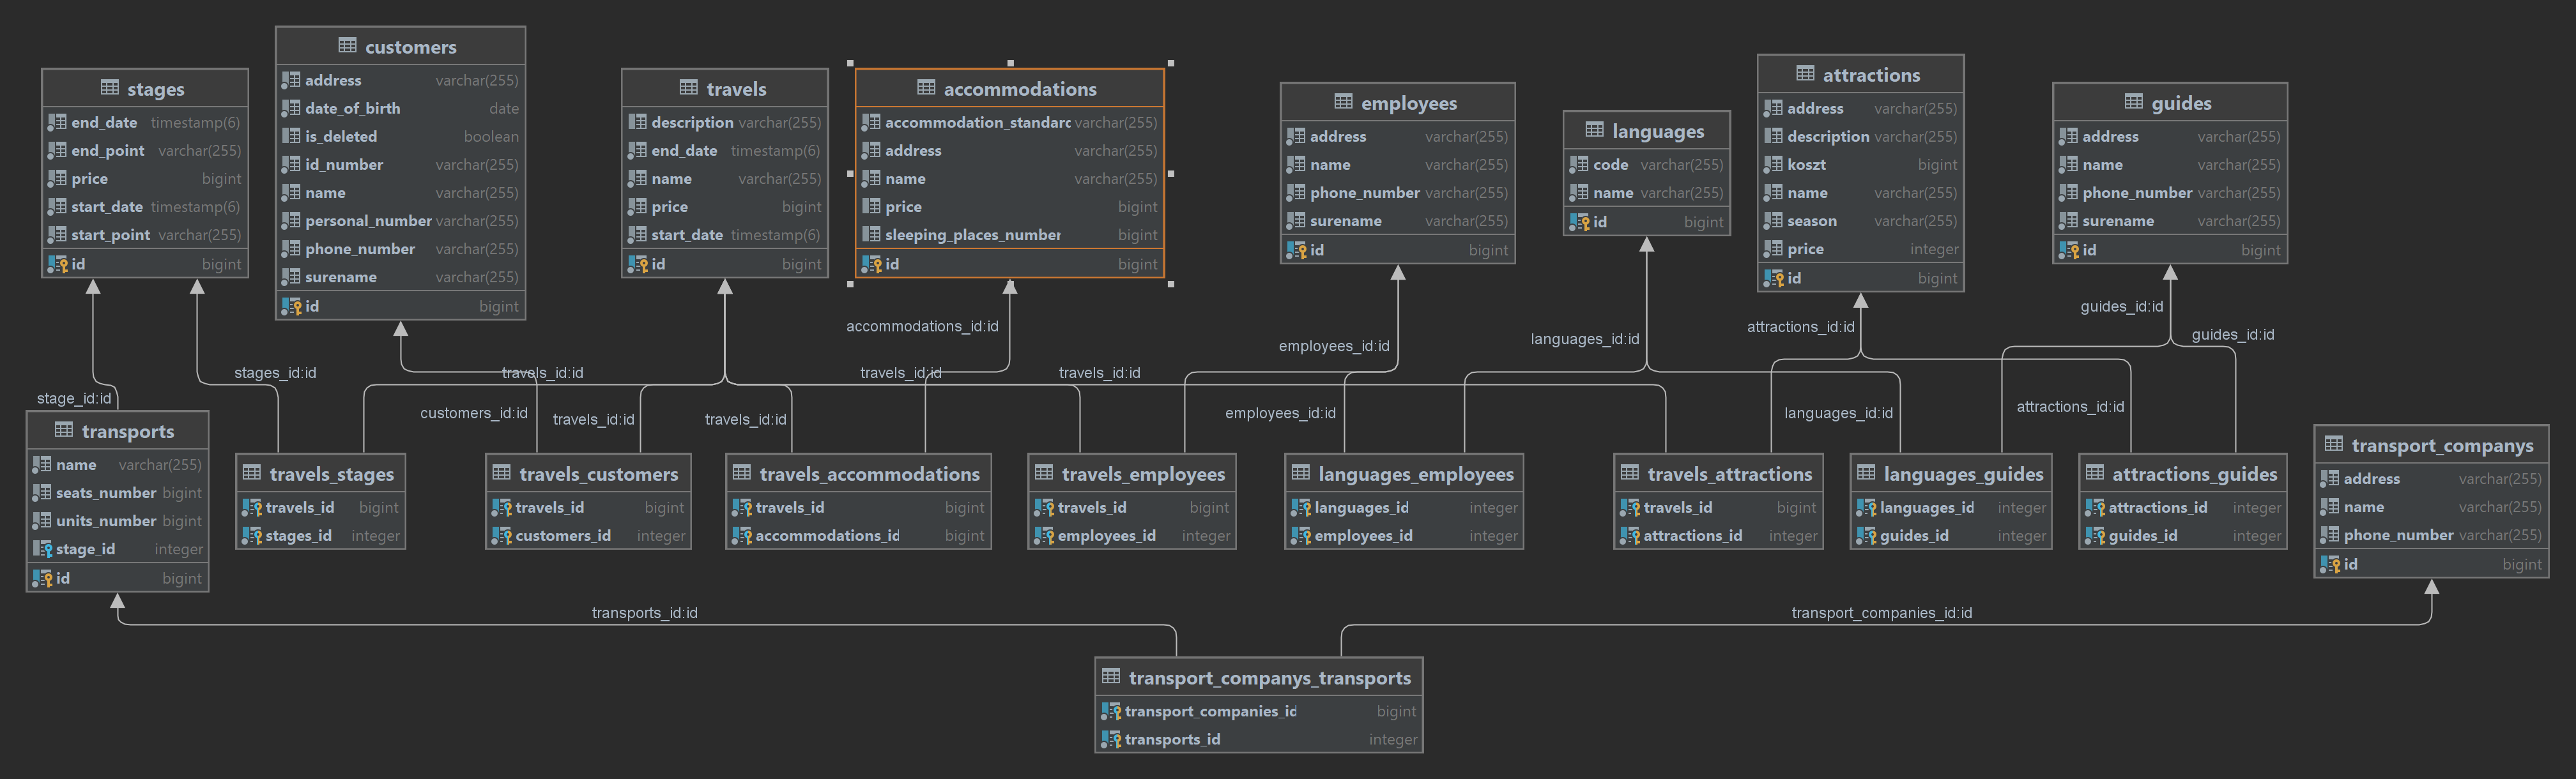 stages
end_date timestamp(6)
end_point varchar(255)
price bigint
start_date timestamp(6)
start_point varchar(255)
id bigint
customers
address varchar(255)
date_of_birth date
is_deleted boolean
id_number varchar(255)
name varchar(255)
personal_number varchar(255)
phone_number varchar(255)
surename varchar(255)
id bigint
travels
description varchar(255)
end_date timestamp(6)
name varchar(255)
price bigint
start_date timestamp(6)
id bigint
accommodations
accommodation_standard varchar(255)
address varchar(255)
name varchar(255)
price bigint
sleeping_places_number bigint
id bigint
employees
address varchar(255)
name varchar(255)
phone_number varchar(255)
surename varchar(255)
id bigint
languages
code varchar(255)
name varchar(255)
id bigint
attractions
address varchar(255)
description varchar(255)
koszt bigint
name varchar(255)
season varchar(255)
price integer
id bigint
guides
address varchar(255)
name varchar(255)
phone_number varchar(255)
surename varchar(255)
id bigint
guides_id:id
accommodations_id:id
attractions_id:id
guides_id:id
languages_id:id
employees_id:id
stages_id:id
travels_id:id
travels_id:id
travels_id:id
stage_id:id
customers_id:id
travels_id:id
travels_id:id
employees_id:id
languages_id:id
attractions_id:id
transports
name varchar(255)
seats_number bigint
units_number bigint
stage_id integer
id bigint
travels_stages
travels_id bigint
stages_id integer
travels_customers
travels_id bigint
customers_id integer
travels_accommodations
travels_id bigint
accommodations_id bigint
travels_employees
travels_id bigint
employees_id integer
languages_employees
languages_id integer
employees_id integer
travels_attractions
travels_id bigint
attractions_id integer
languages_guides
languages_id integer
guides_id integer
attractions_guides
attractions_id integer
guides_id integer
transport_companys
address varchar(255)
name varchar(255)
phone_number varchar(255)
id bigint
transports_id:id
transport_companies_id:id
transport_companys_transports
transport_companies_id bigint
transports_id integer